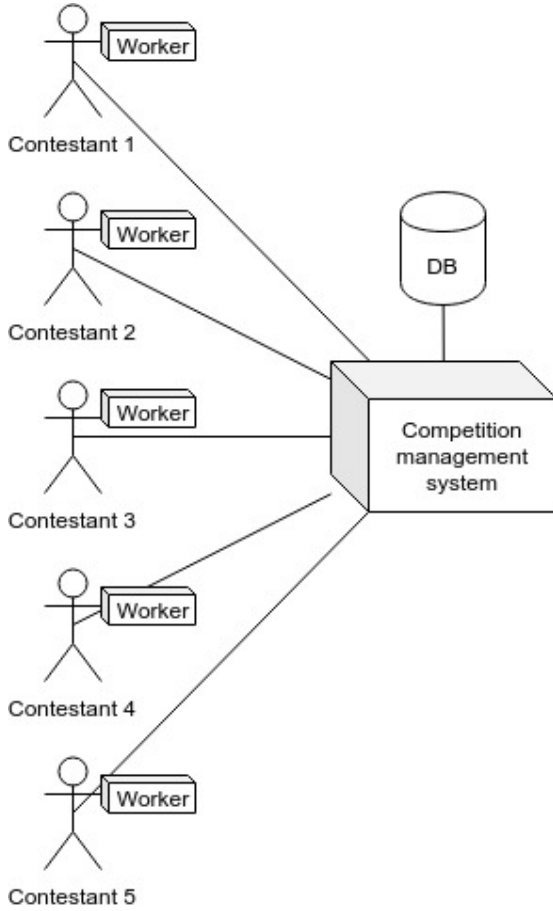 Worker
Contestant 1
Worker
Contestant 2
DB
Worker
Contestant 3
Competition
management
system
Worker
Contestant 4
Worker
Contestant 5